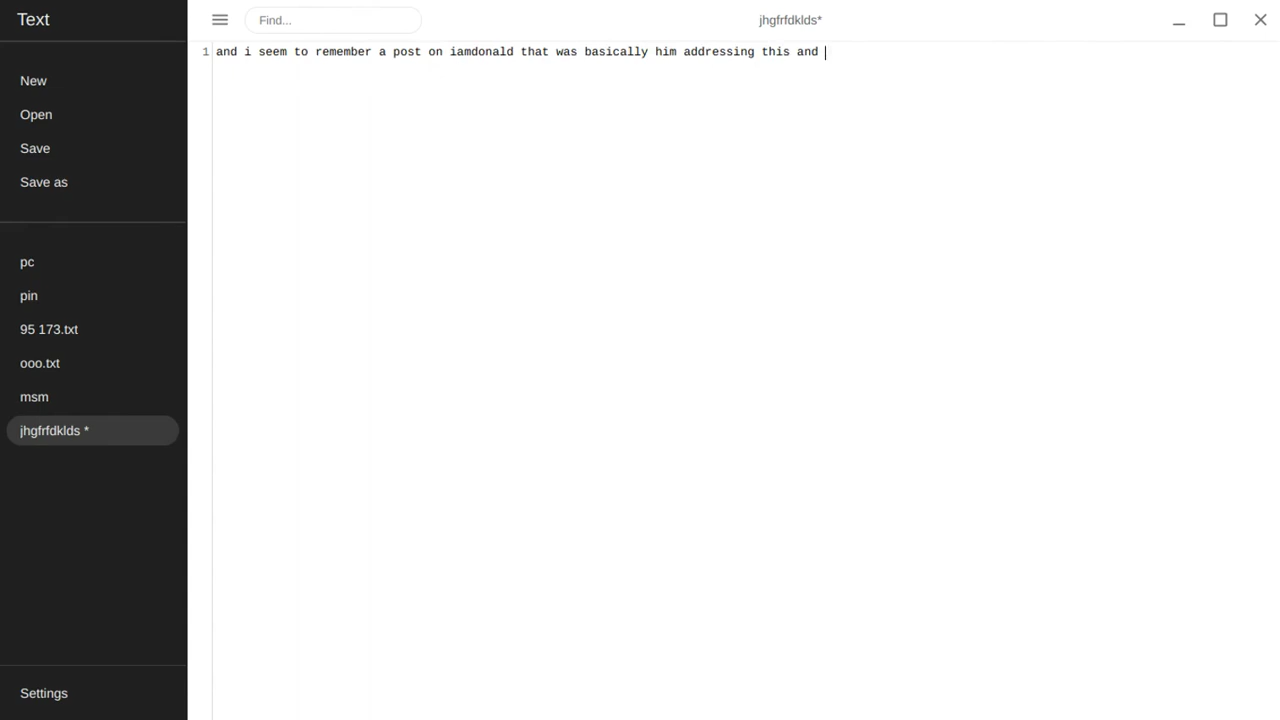 Text
Find...
jhgfrfdklds*
1 and i seem to remember a post on iamdonald that was basically him addressing this and
New
Open
Save
Save as
pc
pin
95 173.txt
ooo.txt
msm
jhgfrfdklds *
Settings